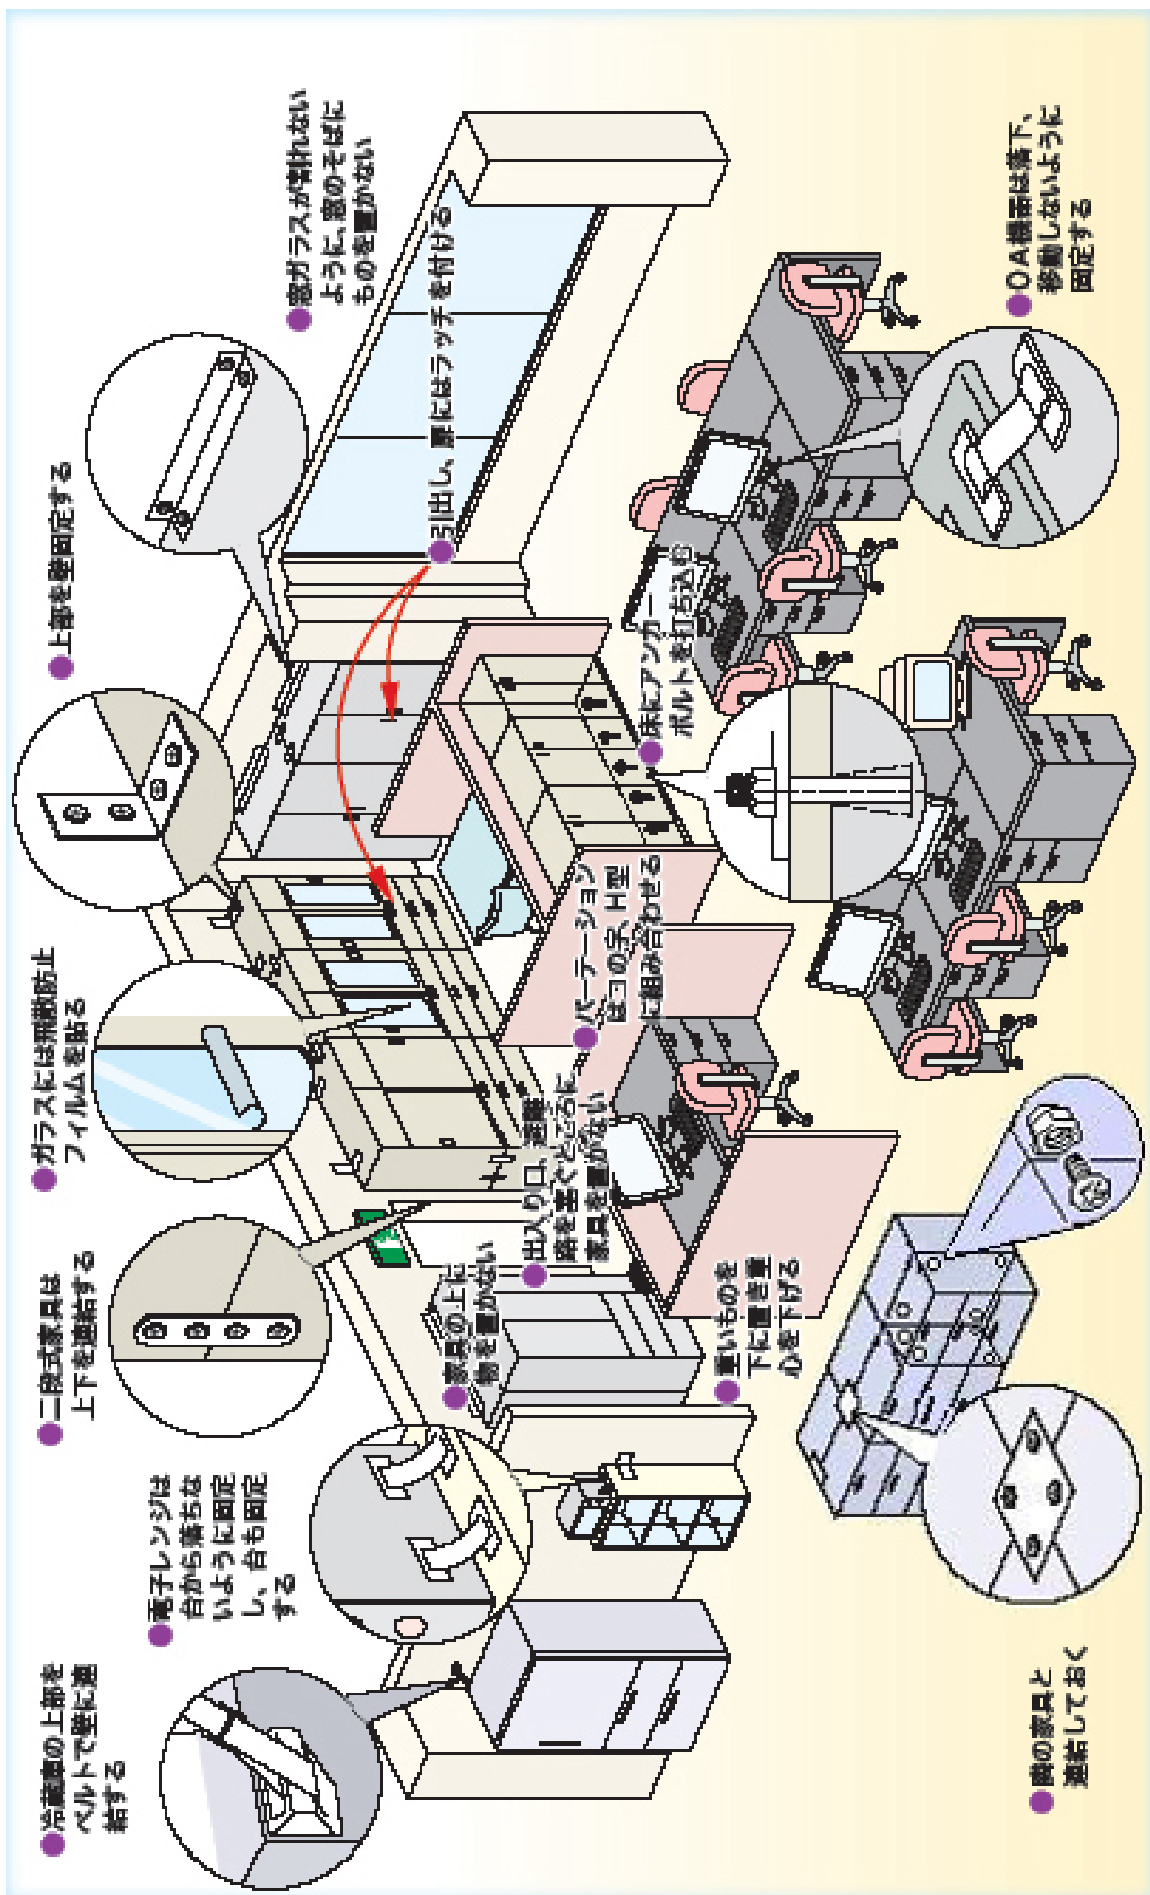 ●冷蔵庫の上部を
ベルトで壁に連
結する
●電子レンジは
台から落ちな
いように固定
し、台も固定
する
●二段式家具は
上下を連結する
●ガラスには飛散防止
フィルムを貼る
●上部を壁固定する
●窓ガラスが割れない
ように、窓のそばに
ものを置かない
●引出し、扉にはラッチを付ける
●家具の上に
物を置かない
●出入り口、避難
路を塞ぐところに
家具を置かない
●パーテーション
はコの字、H型
に組み合わせる
●床にアンカー
ボルトを打ち込む
●重いものを
下に置き重
心を下げる
●隣の家具と
連結しておく
●OA機器は落下、
移動しないように
固定する